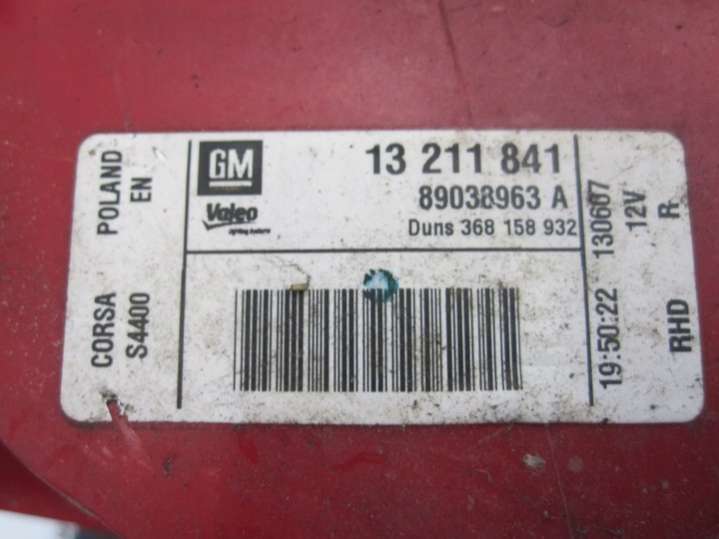 CORSA POLAND
S4400 EN
GM
Valeo
13 211 841
89038963 A
Duns 368 158 932
19:50:22 130607
12V
RHD R